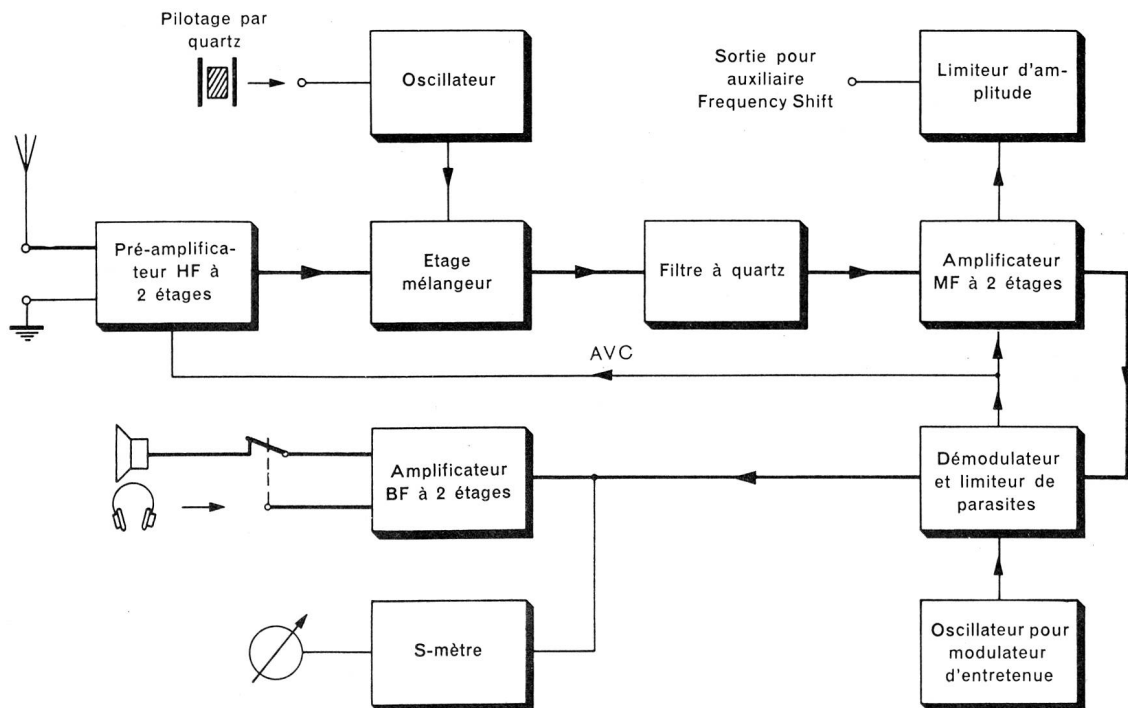 Pilotage par
quartz
Oscillateur
Sortie pour
auxiliaire
Frequency Shift
Limiteur d'am-
plitude
Pré-amplifica-
teur HF à
2 étages
Etage
mélangeur
Filtre à quartz
Amplificateur
MF à 2 étages
AVC
Amplificateur
BF à 2 étages
Démodulateur
et limiteur de
parasites
S-mètre
Oscillateur pour
modulateur
d'entretenue